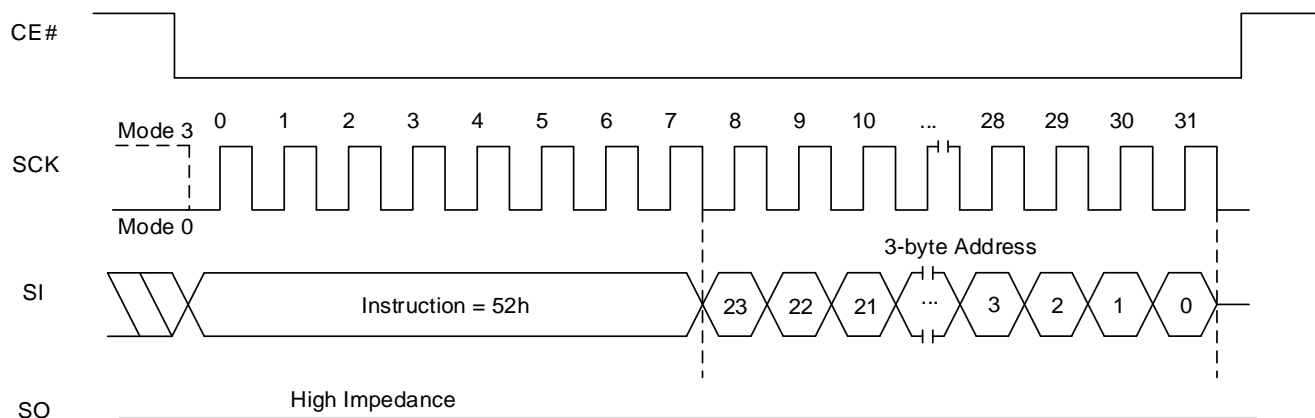 CE#
0 1 2 3 4 5 6 7 8 9 10 ... 28 29 30 31
Mode 3
SCK
Mode 0
3-byte Address
SI
Instruction = 52h
23 22 21 ... 3 2 1 0
High Impedance
SO